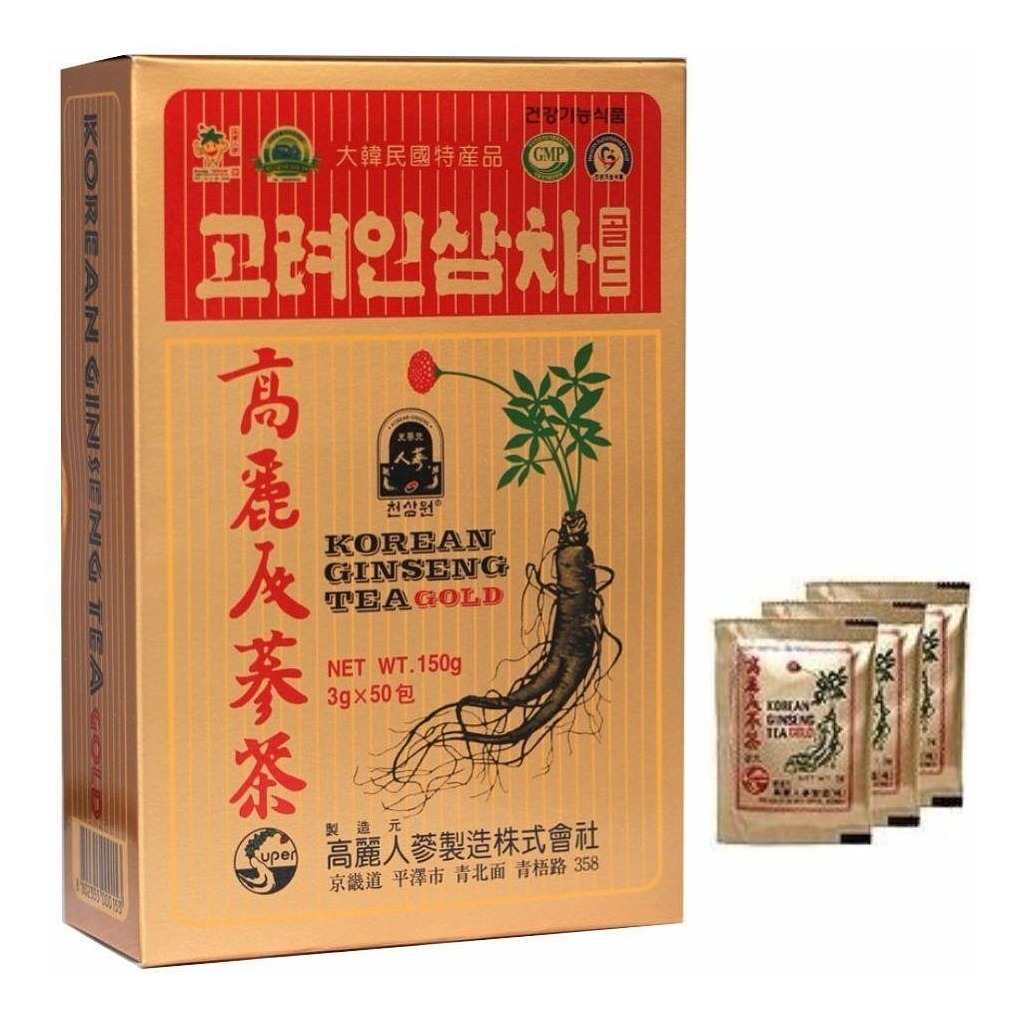 건강기능식품
大韓民國特産品
GMP
고려인삼차
골드
高麗人蔘茶
人蔘
천삼원®
KOREAN
GINSENG
TEA GOLD
NET WT. 150g
3g×50包
Super
製造元
高麗人蔘製造株式會社
京畿道 平澤市 青北面 青梧路 358
KOREAN GINSENG TEA GOLD
KOREAN
GINSENG
TEA GOLD